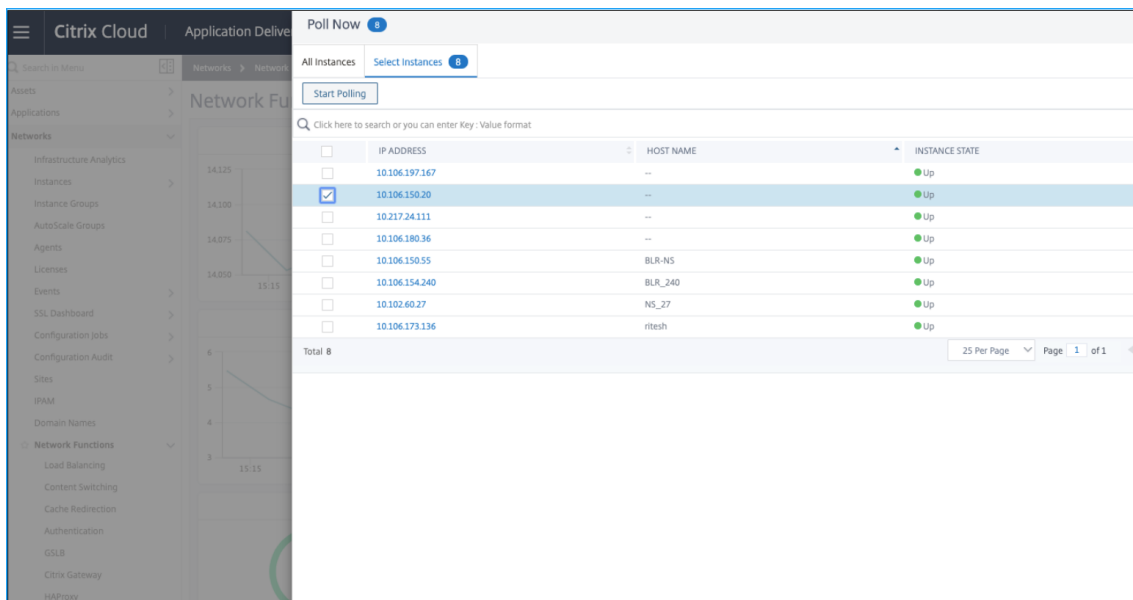 Citrix Cloud
Application Delive
Poll Now 8
All Instances
Select Instances 8
Start Polling
Click here to search or you can enter Key : Value format
IP ADDRESS HOST NAME INSTANCE STATE
10.106.197.167 -- Up
10.106.150.20 -- Up
10.217.24.111 -- Up
10.106.180.36 -- Up
10.106.150.55 BLR-NS Up
10.106.154.240 BLR_240 Up
10.102.60.27 NS_27 Up
10.106.173.136 ritesh Up
Total 8
25 Per Page Page 1 of 1
Search in Menu
Assets
Applications
Networks
Infrastructure Analytics
Instances
Instance Groups
AutoScale Groups
Agents
Licenses
Events
SSL Dashboard
Configuration Jobs
Configuration Audit
Sites
IPAM
Domain Names
Network Functions
Load Balancing
Content Switching
Cache Redirection
Authentication
GSLB
Citrix Gateway
HAProxy
Networks > Network
Network Fu
14,125
14,100
14,075
14,050
15:15
6
5
4
3
15:15